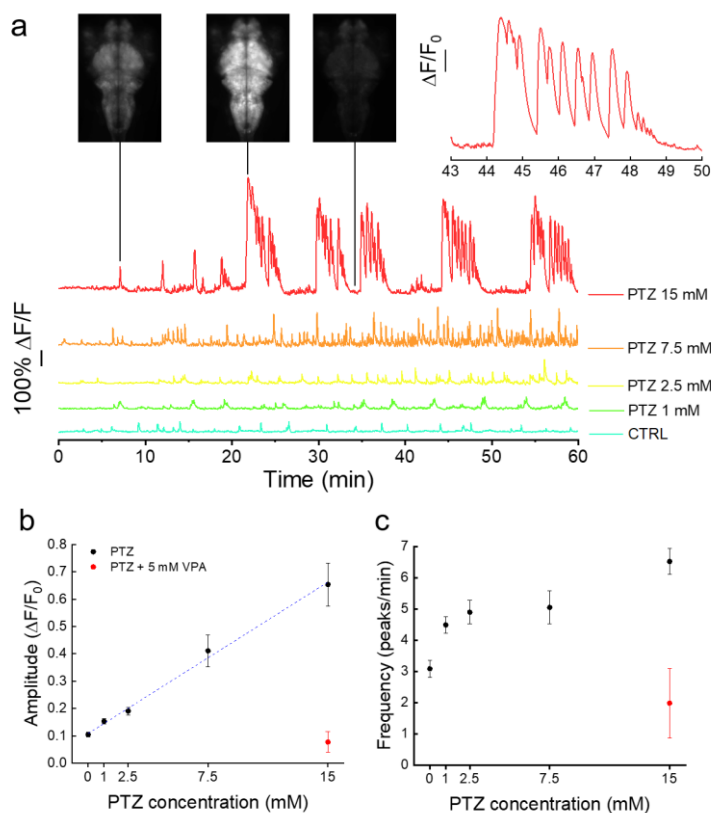 a
ΔF/F0
43 44 45 46 47 48 49 50
100% ΔF/F
PTZ 15 mM
PTZ 7.5 mM
PTZ 2.5 mM
PTZ 1 mM
CTRL
0 10 20 30 40 50 60
Time (min)
b
Amplitude (ΔF/F0)
0.8
0.7
0.6
0.5
0.4
0.3
0.2
0.1
0.0
PTZ
PTZ + 5 mM VPA
0 1 2.5 7.5 15
PTZ concentration (mM)
c
Frequency (peaks/min)
7
6
5
4
3
2
1
0
0 1 2.5 7.5 15
PTZ concentration (mM)